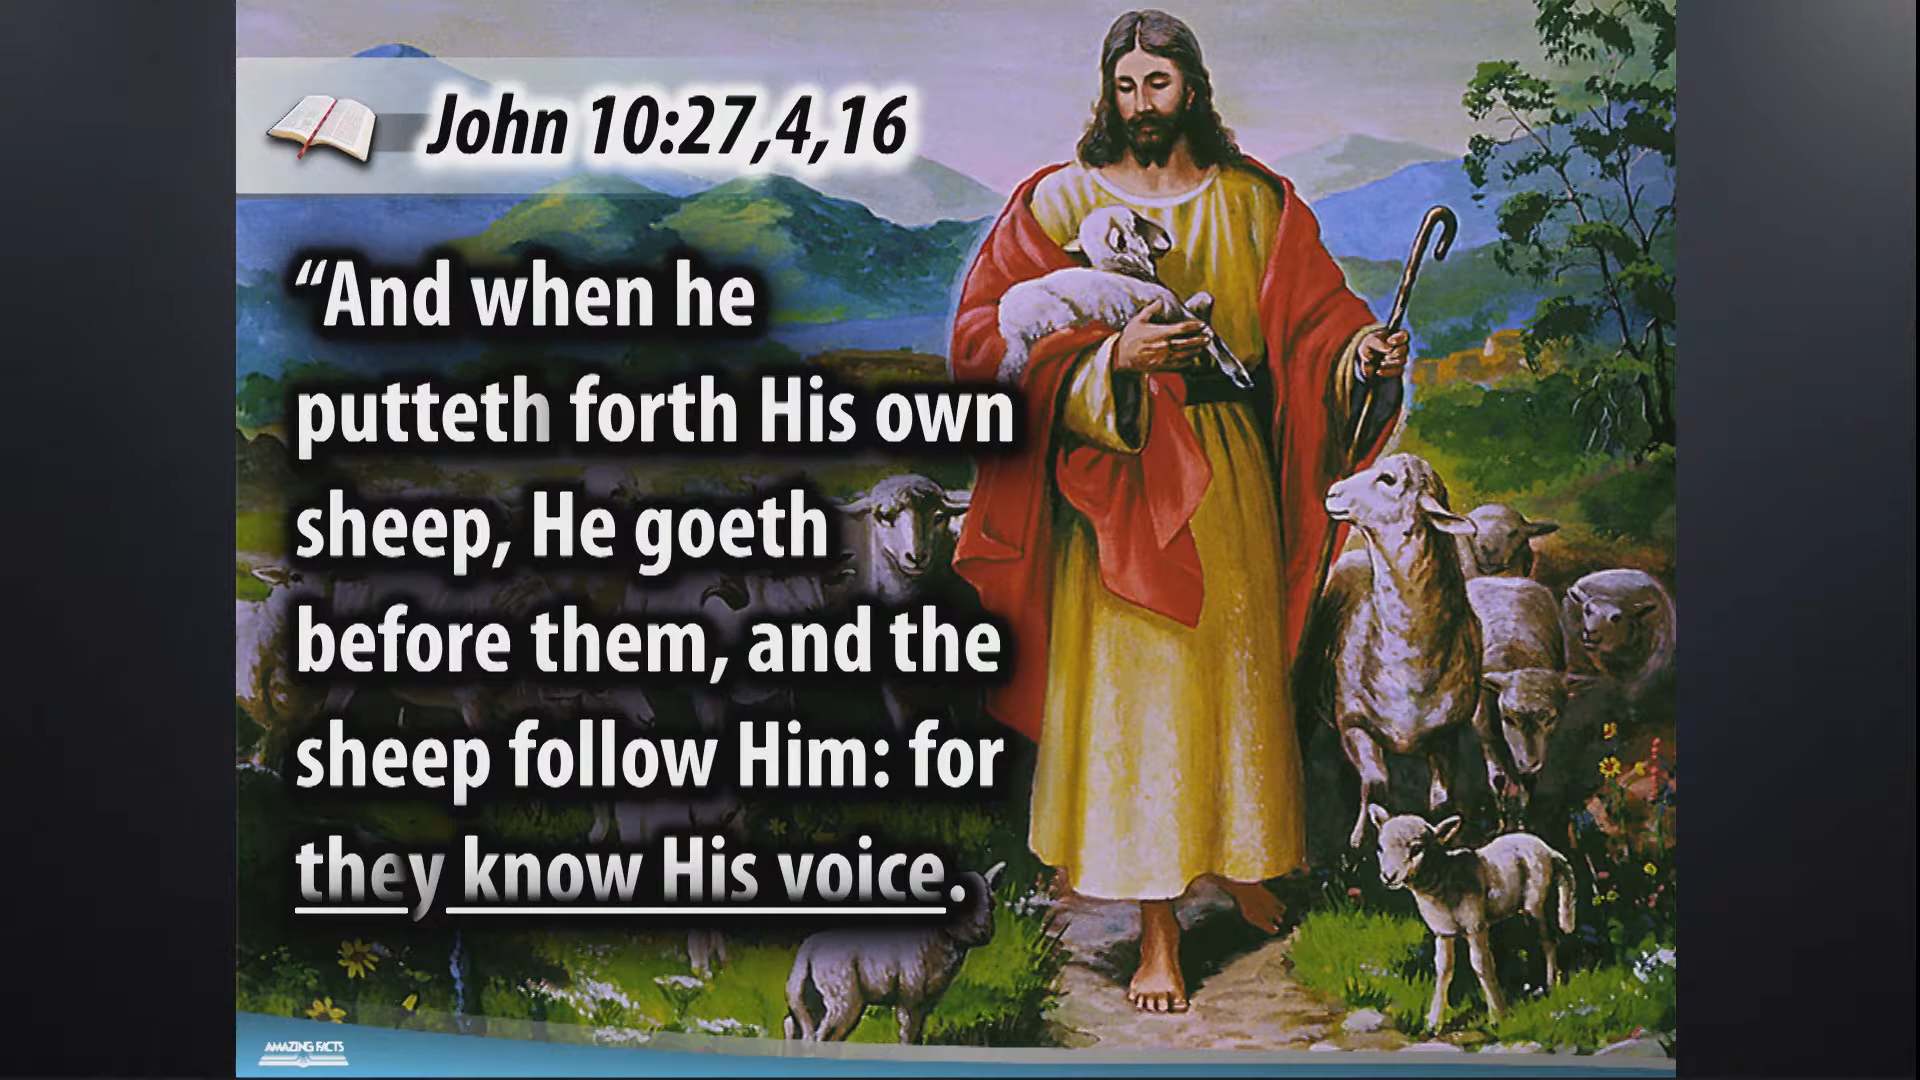 John 10:27,4,16
“And when he
putteth forth His own
sheep, He goeth
before them, and the
sheep follow Him: for
they know His voice.
AMAZING FACTS